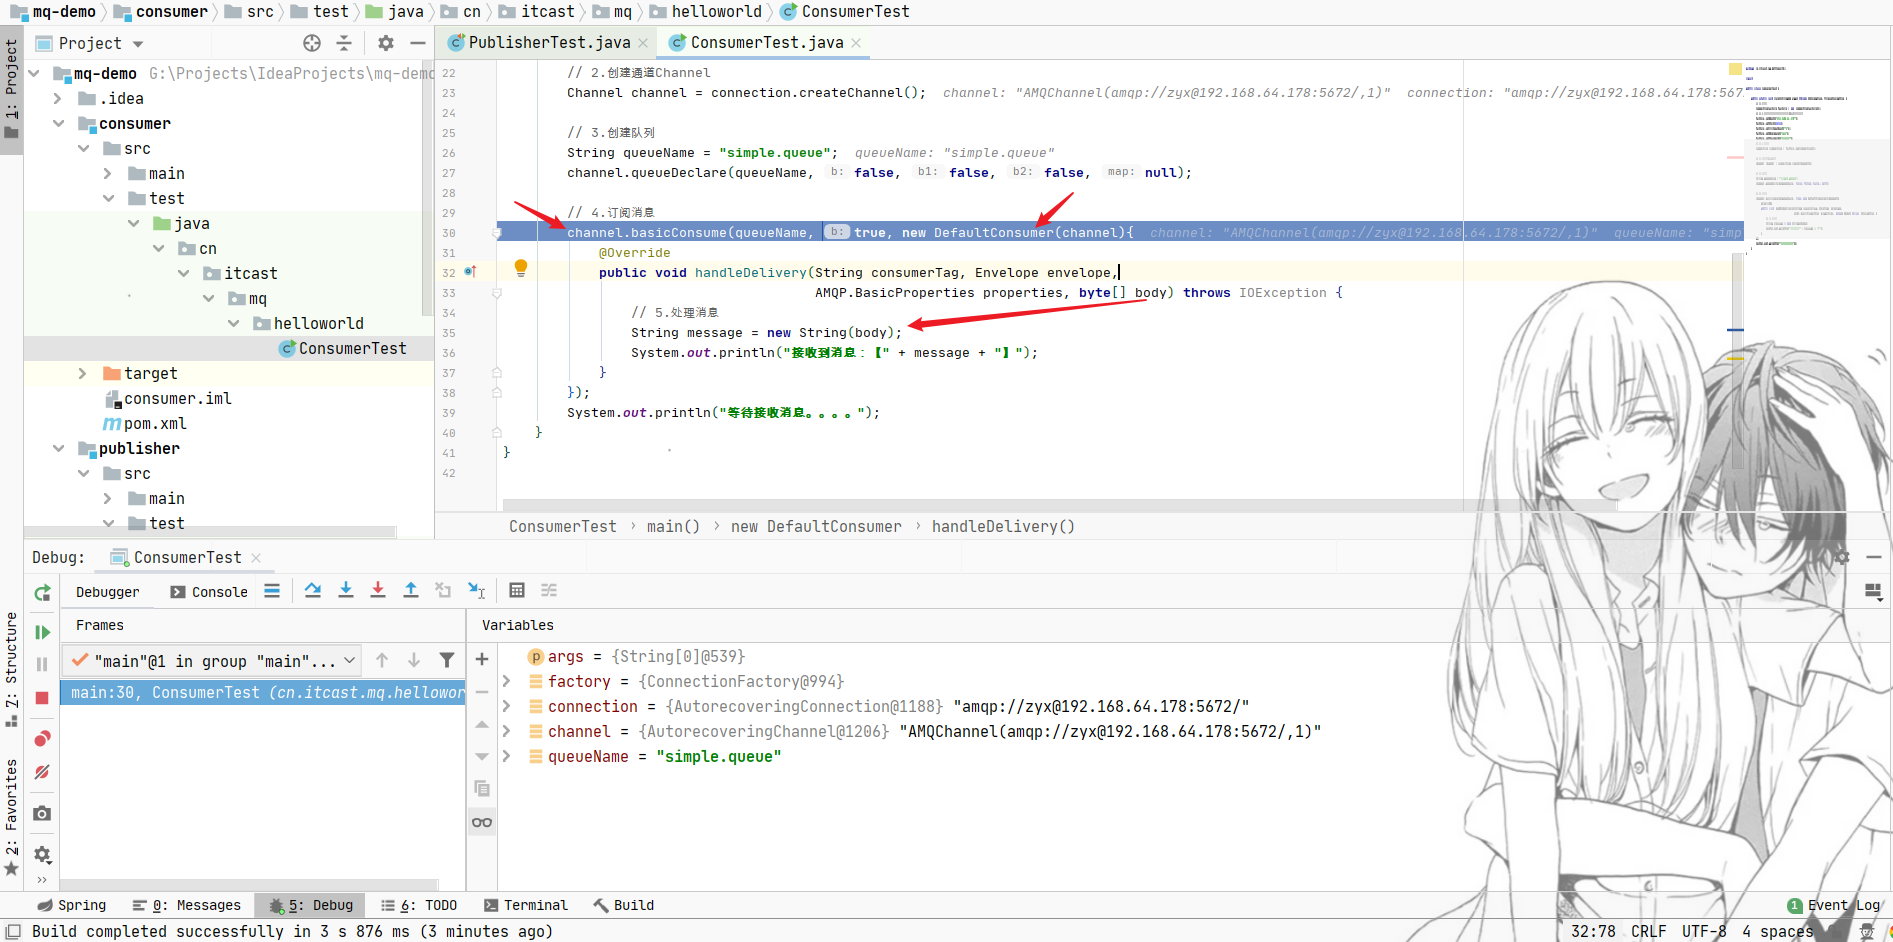 mq-demo consumer src test java cn itcast mq helloworld ConsumerTest
Project
PublisherTest.java
ConsumerTest.java
1: Project
7: Structure
2: Favorites
mq-demo G:\Projects\IdeaProjects\mq-demo
.idea
consumer
src
main
test
java
cn
itcast
mq
helloworld
ConsumerTest
target
consumer.iml
pom.xml
publisher
src
main
test
22 // 2.创建通道Channel
23 Channel channel = connection.createChannel(); channel: "AMQChannel(amqp://zyx@192.168.64.178:5672/,1)" connection: "amqp://zyx@192.168.64.178:567
24
25 // 3.创建队列
26 String queueName = "simple.queue"; queueName: "simple.queue"
27 channel.queueDeclare(queueName, b: false, b1: false, b2: false, map: null);
28
29 // 4.订阅消息
30 channel.basicConsume(queueName, b: true, new DefaultConsumer(channel){ channel: "AMQChannel(amqp://zyx@192.168.64.178:5672/,1)" queueName: "simp
31 @Override
32 public void handleDelivery(String consumerTag, Envelope envelope,
33 AMQP.BasicProperties properties, byte[] body) throws IOException {
34 // 5.处理消息
35 String message = new String(body);
36 System.out.println("接收到消息：【" + message + "】");
37 }
38 });
39 System.out.println("等待接收消息。。。。");
40 }
41 }
42
ConsumerTest › main() › new DefaultConsumer › handleDelivery()
Debug: ConsumerTest
Debugger Console
Frames
Variables
"main"@1 in group "main"...
main:30, ConsumerTest (cn.itcast.mq.hellowor
args = {String[0]@539}
factory = {ConnectionFactory@994}
connection = {AutorecoveringConnection@1188} "amqp://zyx@192.168.64.178:5672/"
channel = {AutorecoveringChannel@1206} "AMQChannel(amqp://zyx@192.168.64.178:5672/,1)"
queueName = "simple.queue"
Spring 0: Messages 5: Debug 6: TODO Terminal Build 1 Event Log
Build completed successfully in 3 s 876 ms (3 minutes ago) 32:78 CRLF UTF-8 4 spaces